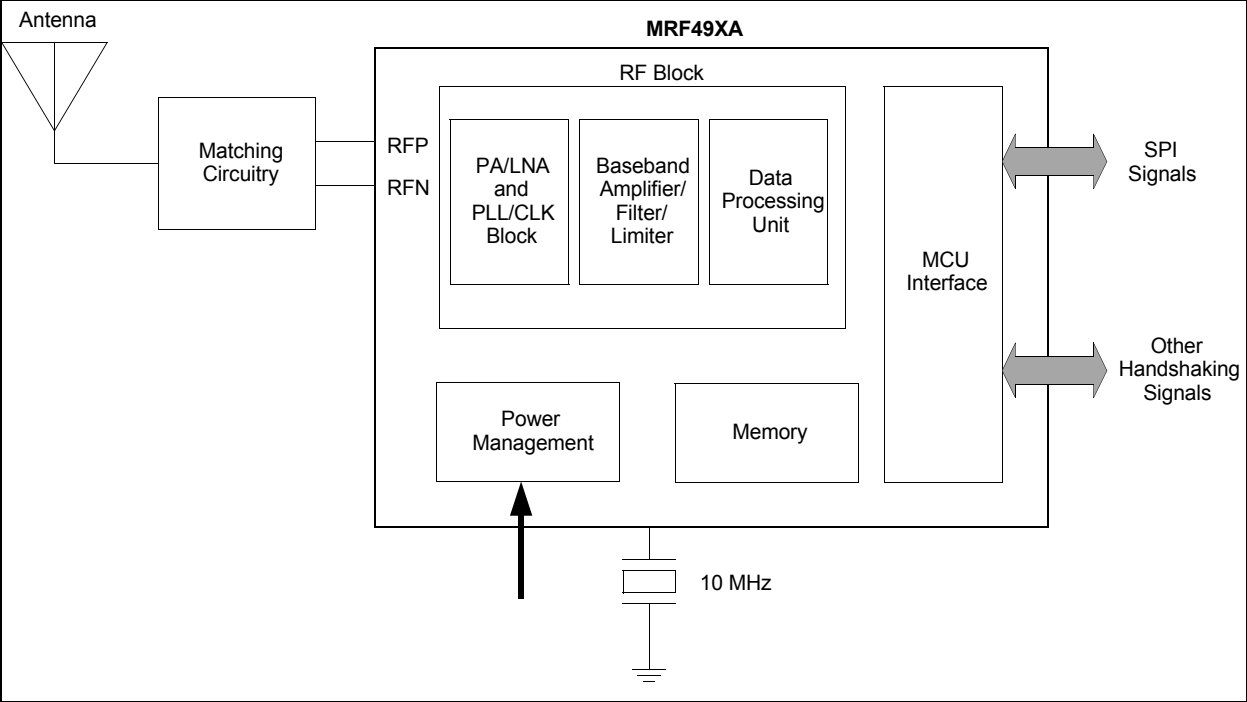 Antenna
MRF49XA
RF Block
Matching
Circuitry
RFP
RFN
PA/LNA
and
PLL/CLK
Block
Baseband
Amplifier/
Filter/
Limiter
Data
Processing
Unit
MCU
Interface
SPI
Signals
Other
Handshaking
Signals
Power
Management
Memory
10 MHz